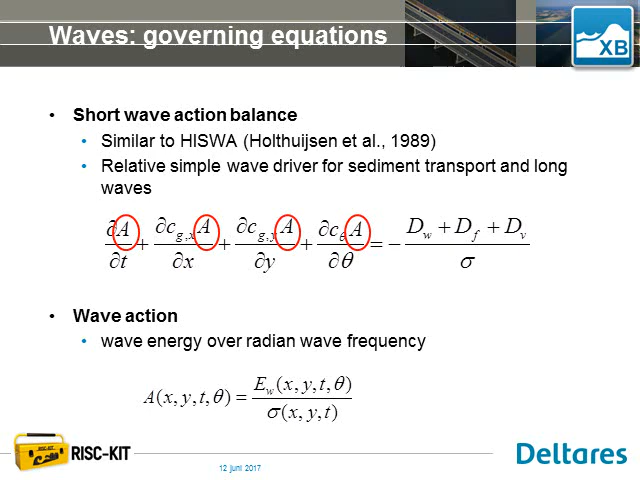 Waves: governing equations
XB
• Short wave action balance
• Similar to HISWA (Holthuijsen et al., 1989)
• Relative simple wave driver for sediment transport and long
waves
∂A/∂t + ∂c_{g,x}A/∂x + ∂c_{g,y}A/∂y + ∂c_θA/∂θ = − (D_w + D_f + D_v)/σ
• Wave action
• wave energy over radian wave frequency
A(x, y, t, θ) = E_w(x, y, t, θ)/σ(x, y, t)
RISC-KIT
12 juni 2017
Deltares